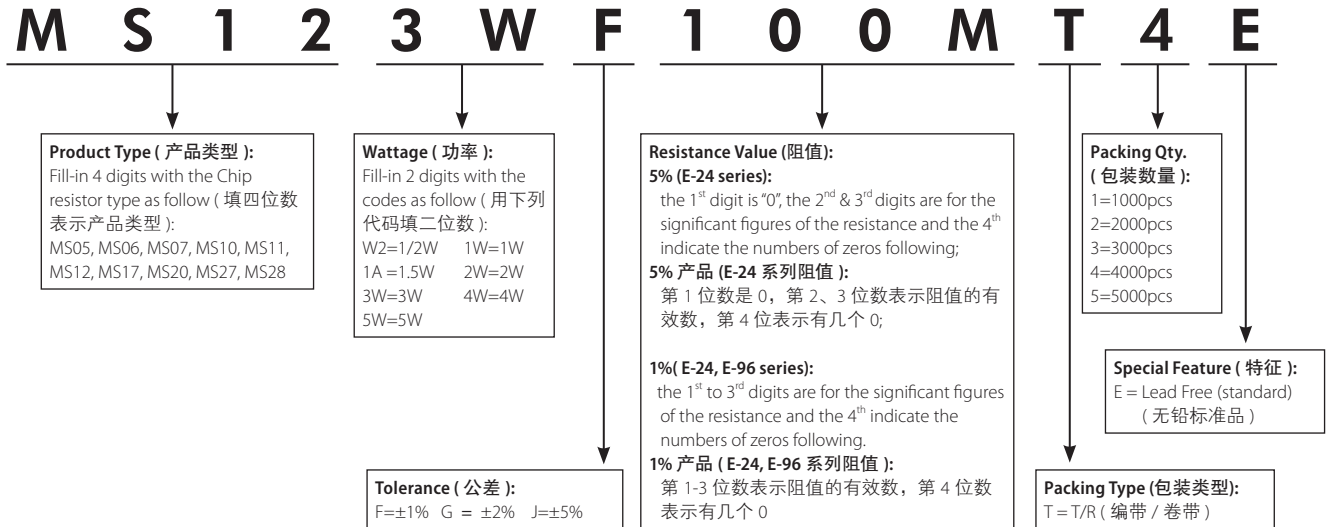 M S 1 2 3 W F 1 0 0 M T 4 E
Product Type ( 产品类型 ):
Fill-in 4 digits with the Chip
resistor type as follow ( 填四位数
表示产品类型 ):
MS05, MS06, MS07, MS10, MS11,
MS12, MS17, MS20, MS27, MS28
Wattage ( 功率 ):
Fill-in 2 digits with the
codes as follow ( 用下列
代码填二位数 ):
W2=1/2W 1W=1W
1A =1.5W 2W=2W
3W=3W 4W=4W
5W=5W
Tolerance ( 公差 ):
F=±1% G = ±2% J=±5%
Resistance Value (阻值):
5% (E-24 series):
the 1st digit is "0", the 2nd & 3rd digits are for the
significant figures of the resistance and the 4th
indicate the numbers of zeros following;
5% 产品 (E-24 系列阻值 ):
第 1 位数是 0，第 2、3 位数表示阻值的有
效数，第 4 位表示有几个 0;
1%( E-24, E-96 series):
the 1st to 3rd digits are for the significant figures
of the resistance and the 4th indicate the
numbers of zeros following.
1% 产品 ( E-24, E-96 系列阻值 ):
第 1-3 位数表示阻值的有效数，第 4 位数
表示有几个 0
Packing Qty.
( 包装数量 ):
1=1000pcs
2=2000pcs
3=3000pcs
4=4000pcs
5=5000pcs
Special Feature ( 特征 ):
E = Lead Free (standard)
( 无铅标准品 )
Packing Type (包装类型):
T = T/R ( 编带 / 卷带 )